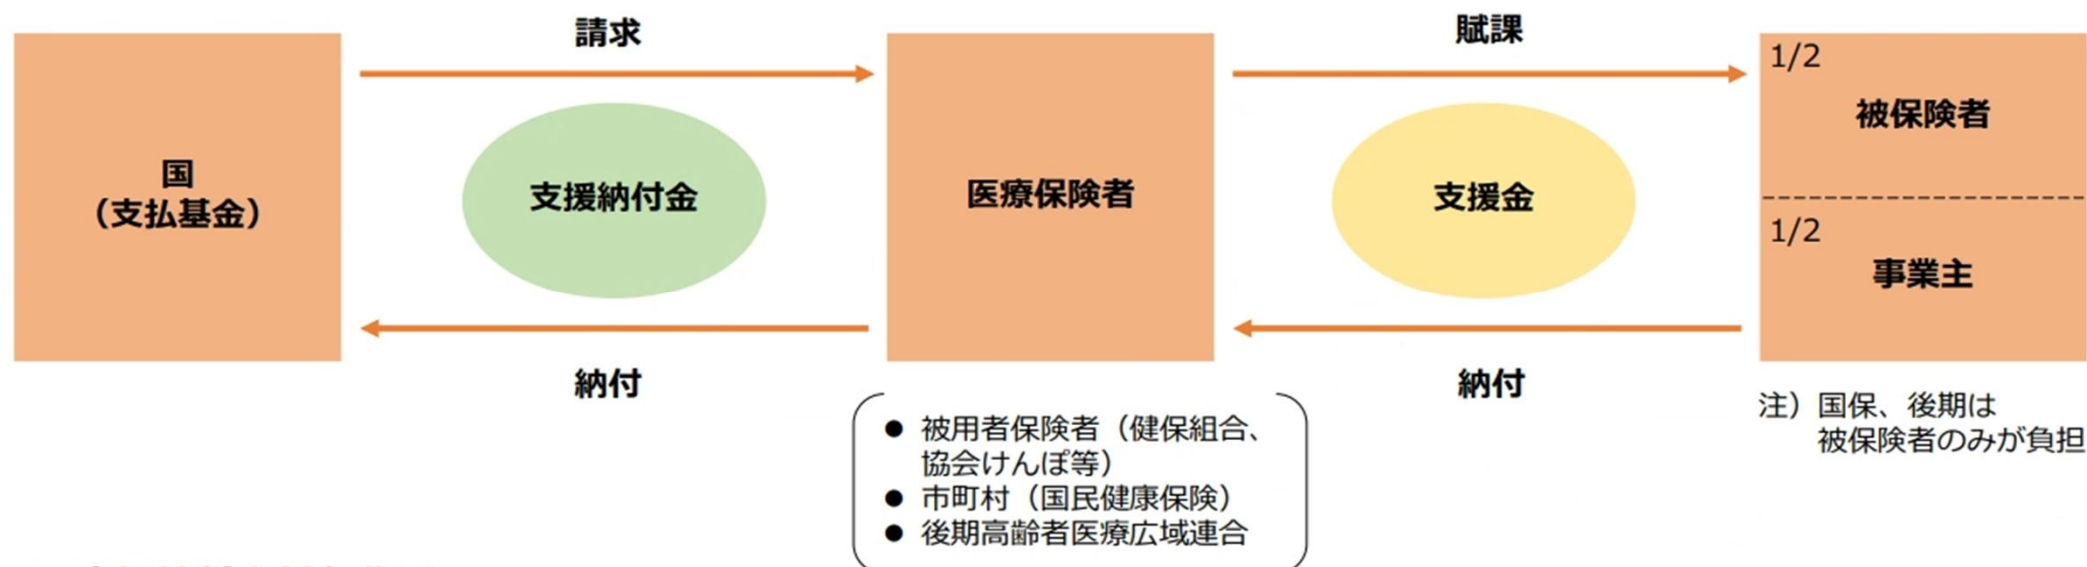 請求
賦課
国
（支払基金）
支援納付金
医療保険者
支援金
1/2
被保険者
1/2
事業主
納付
納付
● 被用者保険者（健保組合、
協会けんぽ等）
● 市町村（国民健康保険）
● 後期高齢者医療広域連合
注）国保、後期は
被保険者のみが負担